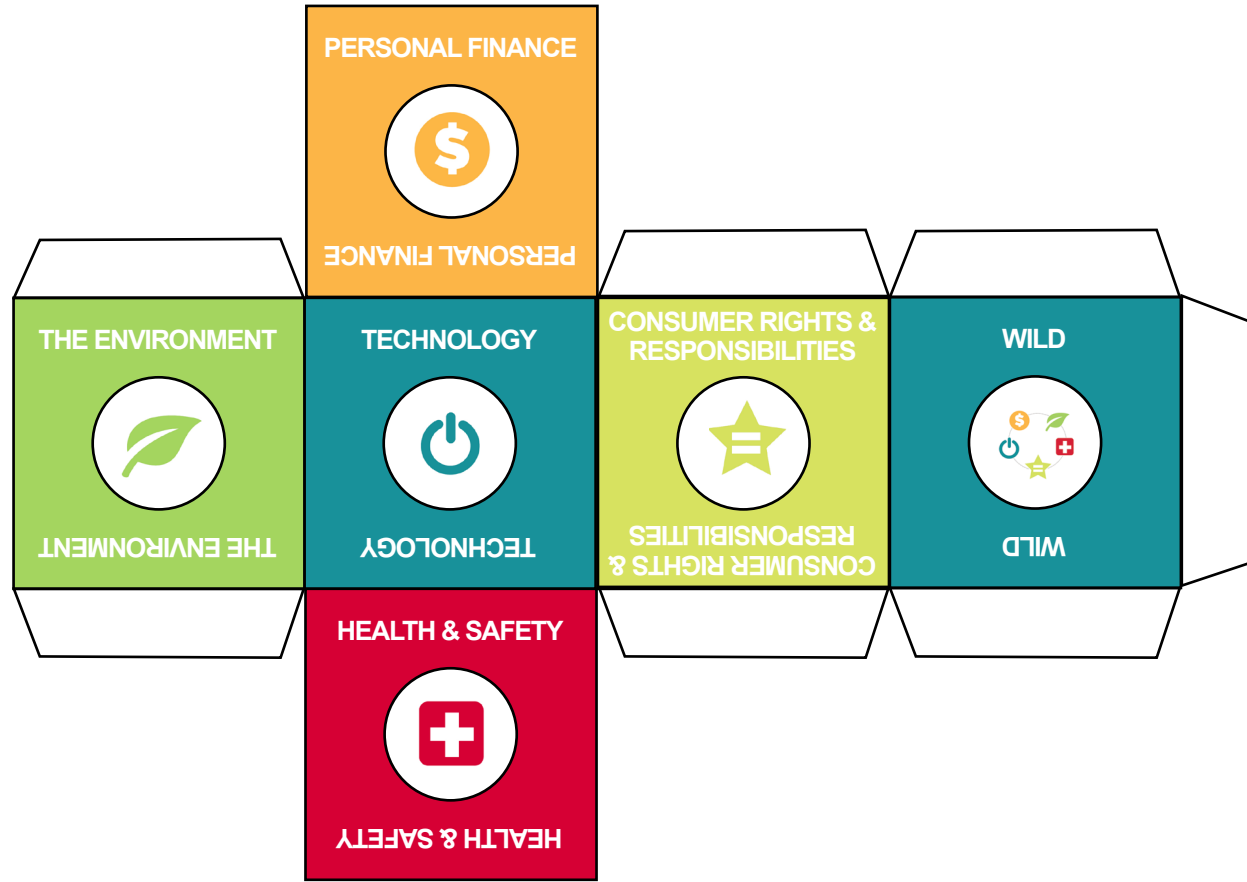 PERSONAL FINANCE
$
PERSONAL FINANCE
THE ENVIRONMENT
THE ENVIRONMENT
TECHNOLOGY
TECHNOLOGY
CONSUMER RIGHTS &
RESPONSIBILITIES
=
CONSUMER RIGHTS &
RESPONSIBILITIES
WILD
$
=
WILD
HEALTH & SAFETY
HEALTH & SAFETY